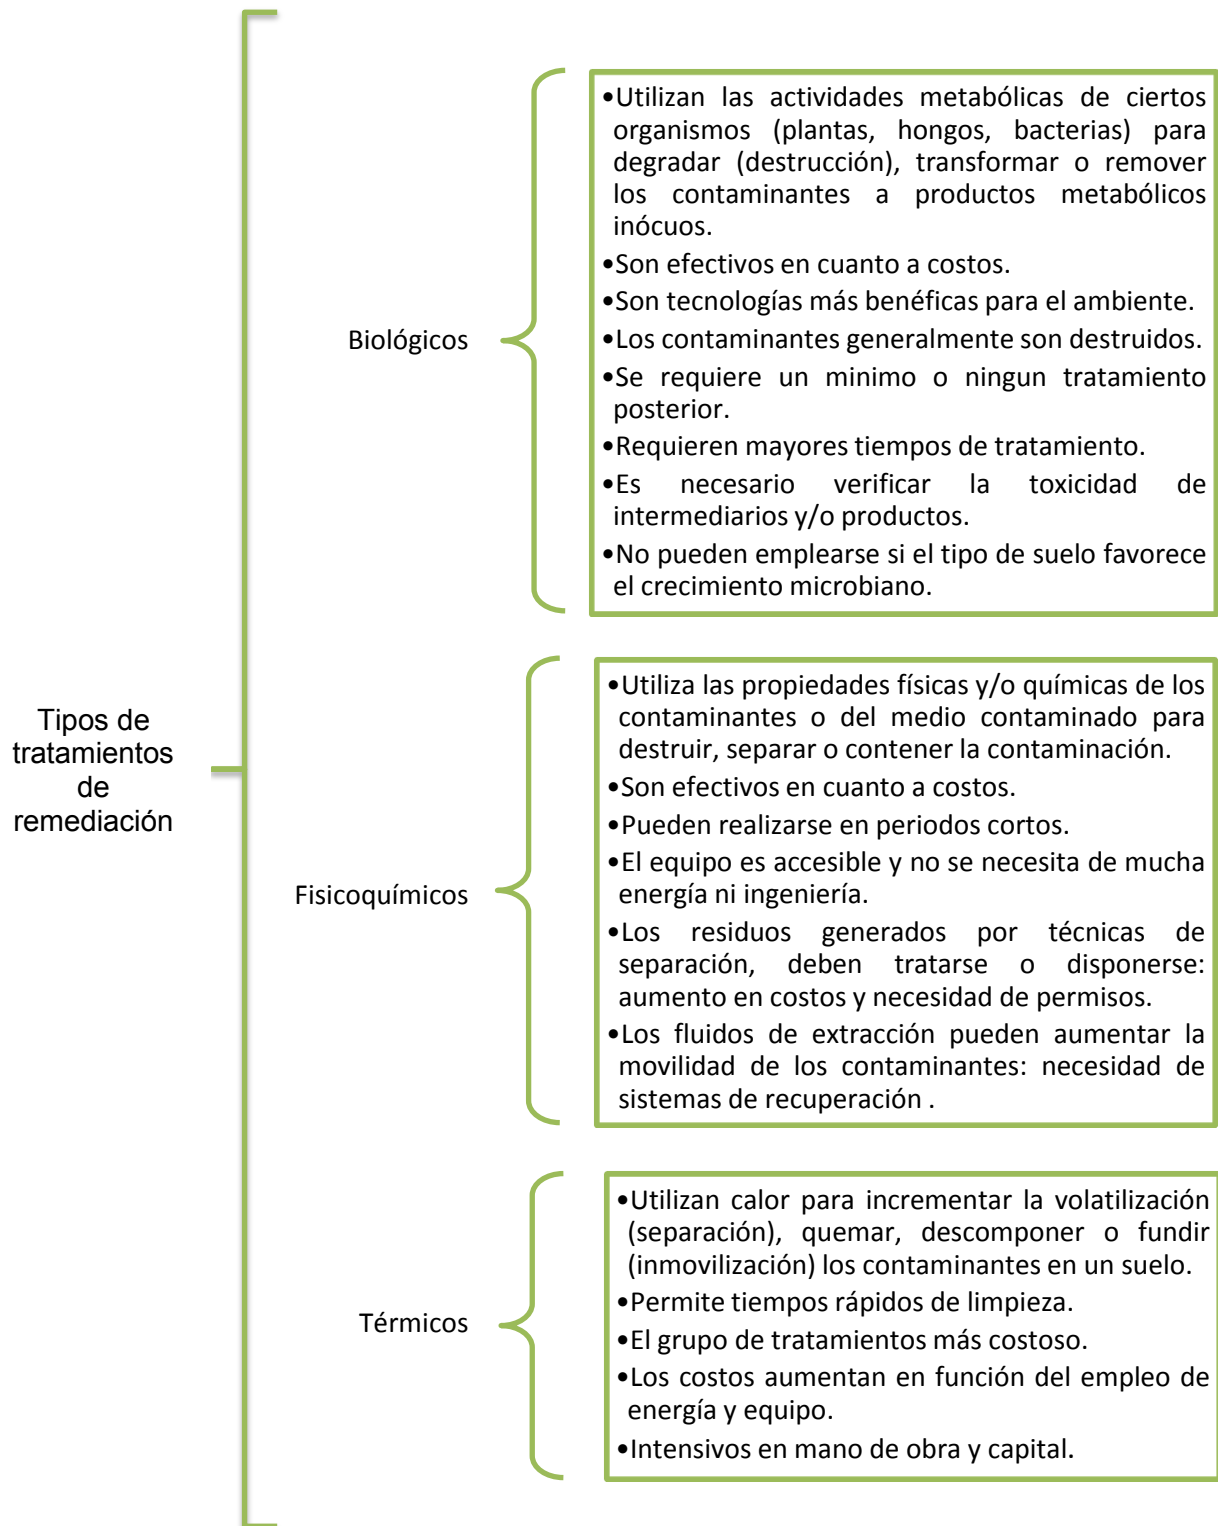 Tipos de
tratamientos
de
remediación
Biológicos
•Utilizan las actividades metabólicas de ciertos
organismos (plantas, hongos, bacterias) para
degradar (destrucción), transformar o remover
los contaminantes a productos metabólicos
inócuos.
•Son efectivos en cuanto a costos.
•Son tecnologías más benéficas para el ambiente.
•Los contaminantes generalmente son destruidos.
•Se requiere un minimo o ningun tratamiento
posterior.
•Requieren mayores tiempos de tratamiento.
•Es necesario verificar la toxicidad de
intermediarios y/o productos.
•No pueden emplearse si el tipo de suelo favorece
el crecimiento microbiano.
Fisicoquímicos
•Utiliza las propiedades físicas y/o químicas de los
contaminantes o del medio contaminado para
destruir, separar o contener la contaminación.
•Son efectivos en cuanto a costos.
•Pueden realizarse en periodos cortos.
•El equipo es accesible y no se necesita de mucha
energía ni ingeniería.
•Los residuos generados por técnicas de
separación, deben tratarse o disponerse:
aumento en costos y necesidad de permisos.
•Los fluidos de extracción pueden aumentar la
movilidad de los contaminantes: necesidad de
sistemas de recuperación .
Térmicos
•Utilizan calor para incrementar la volatilización
(separación), quemar, descomponer o fundir
(inmovilización) los contaminantes en un suelo.
•Permite tiempos rápidos de limpieza.
•El grupo de tratamientos más costoso.
•Los costos aumentan en función del empleo de
energía y equipo.
•Intensivos en mano de obra y capital.